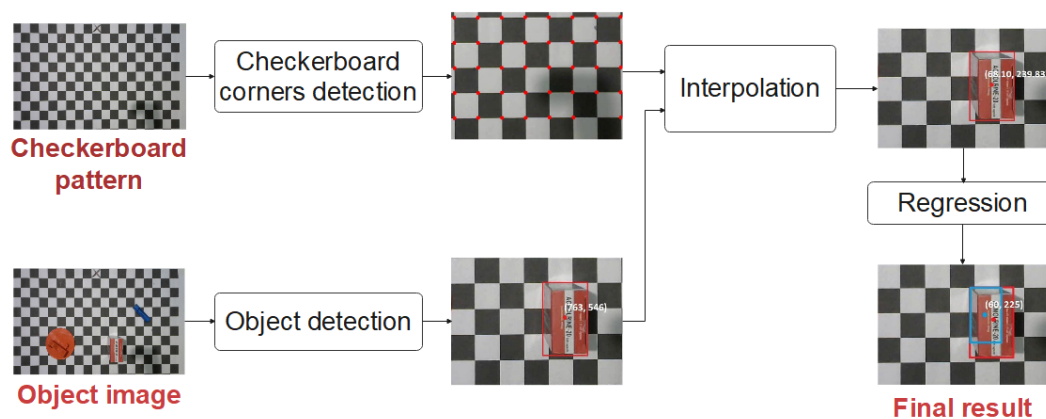 Checkerboard
corners detection
Interpolation
(68.10, 239.83
Checkerboard
pattern
Regression
Object detection
(763, 546)
(60, 225)
Object image
Final result